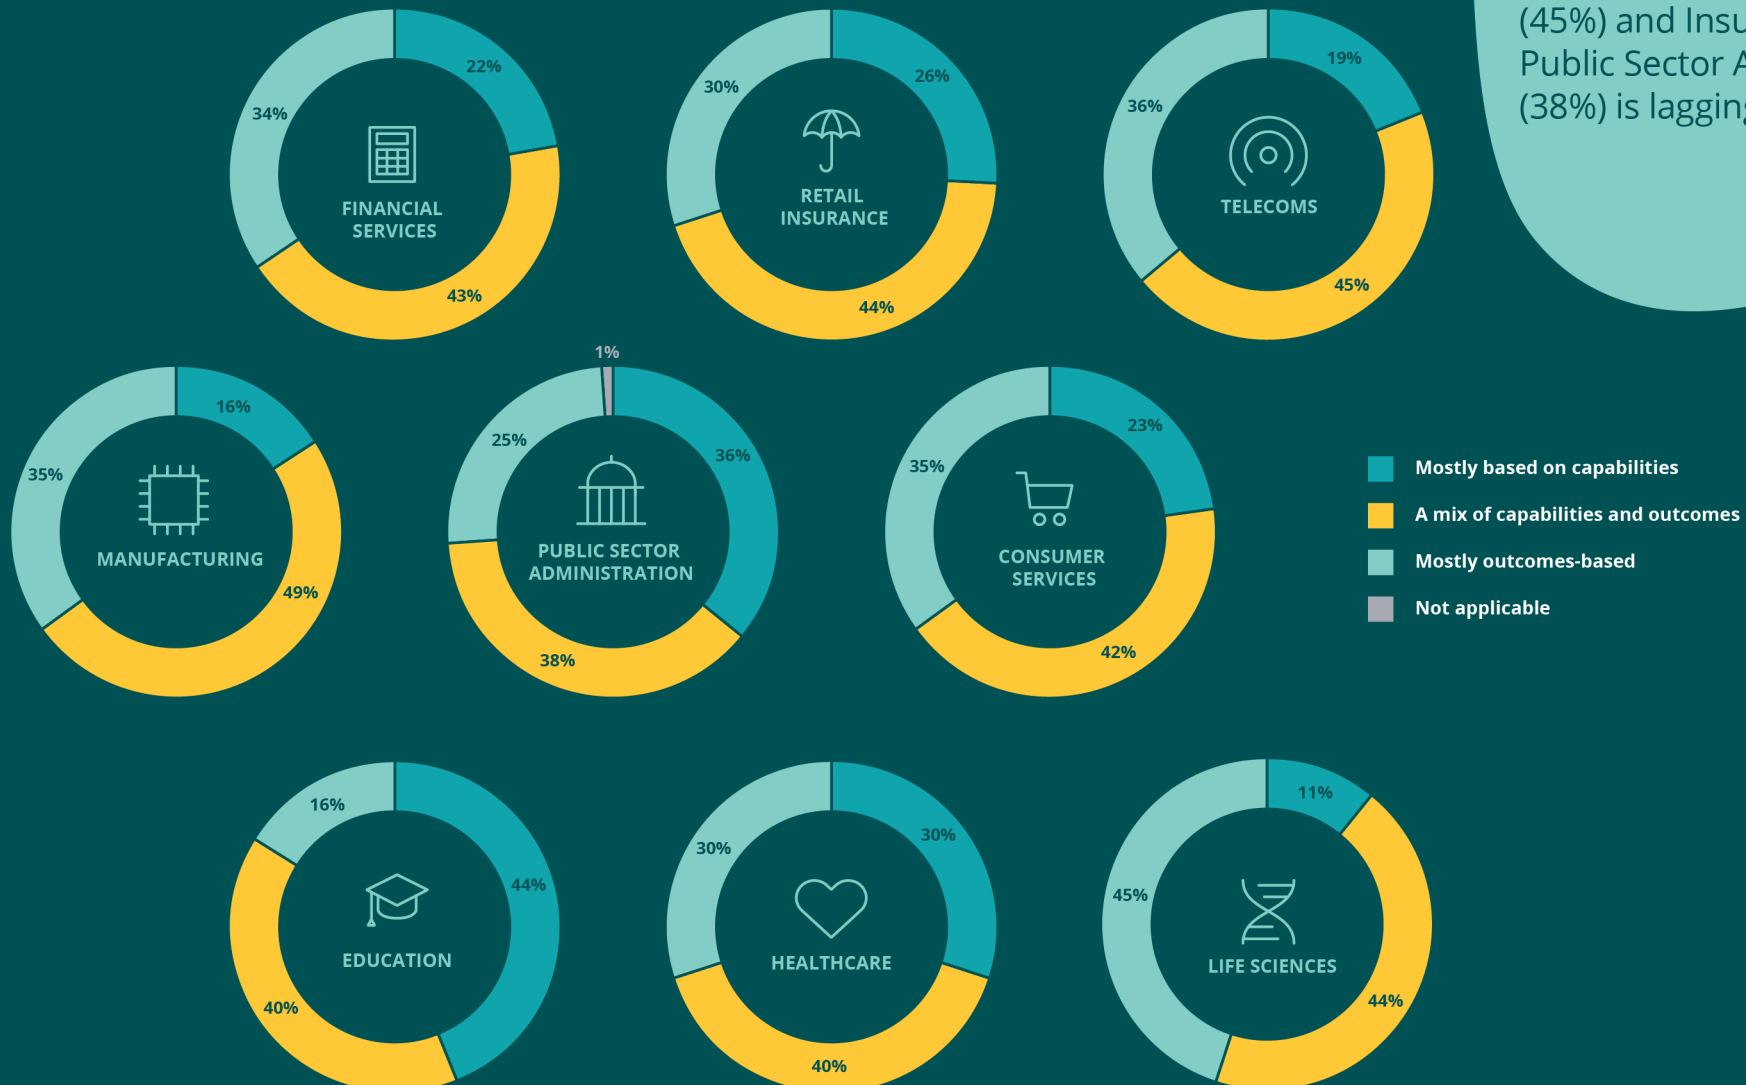 (45%) and
Public Sector
(38%) is
22%
34%
FINANCIAL
SERVICES
43%
26%
30%
RETAIL
INSURANCE
44%
19%
36%
TELECOMS
45%
16%
35%
MANUFACTURING
49%
1%
36%
25%
PUBLIC SECTOR
ADMINISTRATION
38%
23%
35%
CONSUMER
SERVICES
42%
Mostly based on capabilities
A mix of capabilities and outcomes
Mostly outcomes-based
Not applicable
16%
44%
EDUCATION
40%
30%
30%
HEALTHCARE
40%
11%
45%
LIFE SCIENCES
44%